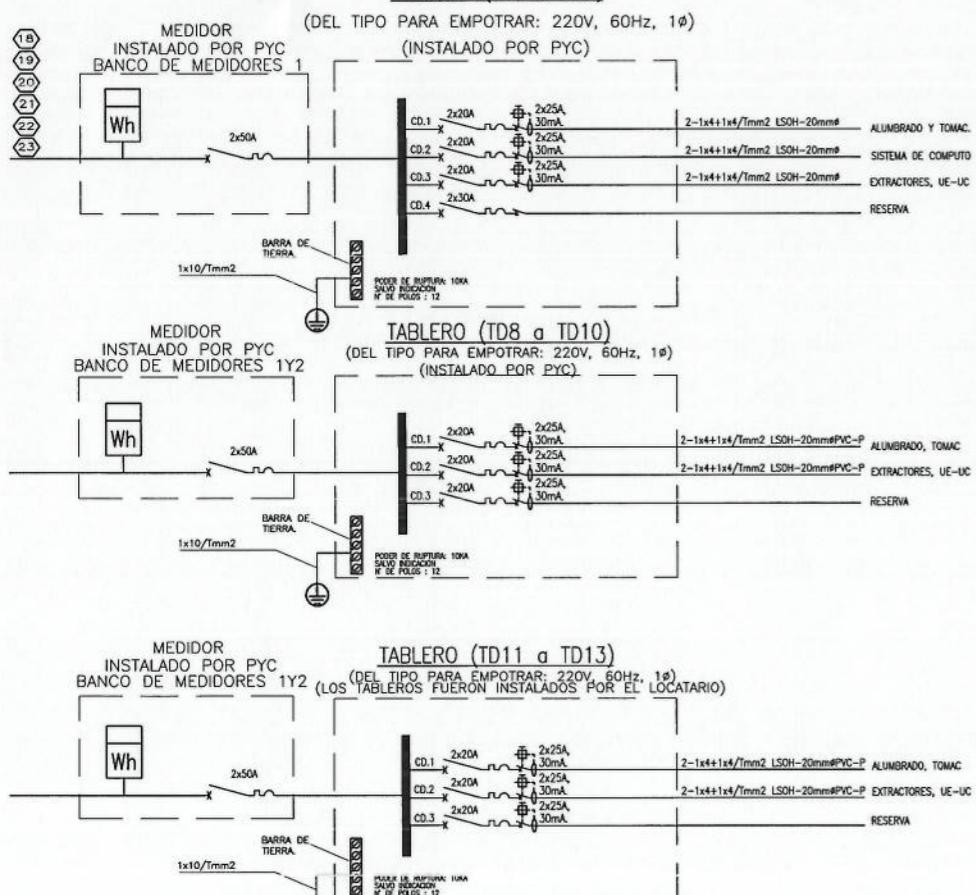 (DEL TIPO PARA EMPOTRAR: 220V, 60Hz, 1ø)
(INSTALADO POR PYC)
18
19
20
21
22
23
MEDIDOR
INSTALADO POR PYC
BANCO DE MEDIDORES 1
Wh
2x50A
CD.1 2x20A 2x25A, 30mA. 2-1x4+1x4/Tmm2 LSOH-20mmø ALUMBRADO Y TOMAC.
CD.2 2x20A 2x25A, 30mA. 2-1x4+1x4/Tmm2 LSOH-20mmø SISTEMA DE COMPUTO
CD.3 2x20A 2x25A, 30mA. 2-1x4+1x4/Tmm2 LSOH-20mmø EXTRACTORES, UE-UC
CD.4 2x30A RESERVA
BARRA DE
TIERRA.
1x10/Tmm2
PODER DE RUPTURA: 10KA
SALVO INDICACION
N° DE POLOS : 12
MEDIDOR
INSTALADO POR PYC
BANCO DE MEDIDORES 1Y2
TABLERO (TD8 a TD10)
(DEL TIPO PARA EMPOTRAR: 220V, 60Hz, 1ø)
(INSTALADO POR PYC)
Wh
2x50A
CD.1 2x20A 2x25A, 30mA. 2-1x4+1x4/Tmm2 LSOH-20mmøPVC-P ALUMBRADO, TOMAC
CD.2 2x20A 2x25A, 30mA. 2-1x4+1x4/Tmm2 LSOH-20mmøPVC-P EXTRACTORES, UE-UC
CD.3 2x20A 2x25A, 30mA. RESERVA
BARRA DE
TIERRA.
1x10/Tmm2
PODER DE RUPTURA: 10KA
SALVO INDICACION
N° DE POLOS : 12
MEDIDOR
INSTALADO POR PYC
BANCO DE MEDIDORES 1Y2
TABLERO (TD11 a TD13)
(DEL TIPO PARA EMPOTRAR: 220V, 60Hz, 1ø)
(LOS TABLEROS FUERON INSTALADOS POR EL LOCATARIO)
Wh
2x50A
CD.1 2x20A 2x25A, 30mA. 2-1x4+1x4/Tmm2 LSOH-20mmøPVC-P ALUMBRADO, TOMAC
CD.2 2x20A 2x25A, 30mA. 2-1x4+1x4/Tmm2 LSOH-20mmøPVC-P EXTRACTORES, UE-UC
CD.3 2x20A 2x25A, 30mA. RESERVA
BARRA DE
TIERRA.
1x10/Tmm2
PODER DE RUPTURA: 10KA
SALVO INDICACION
N° DE POLOS : 12